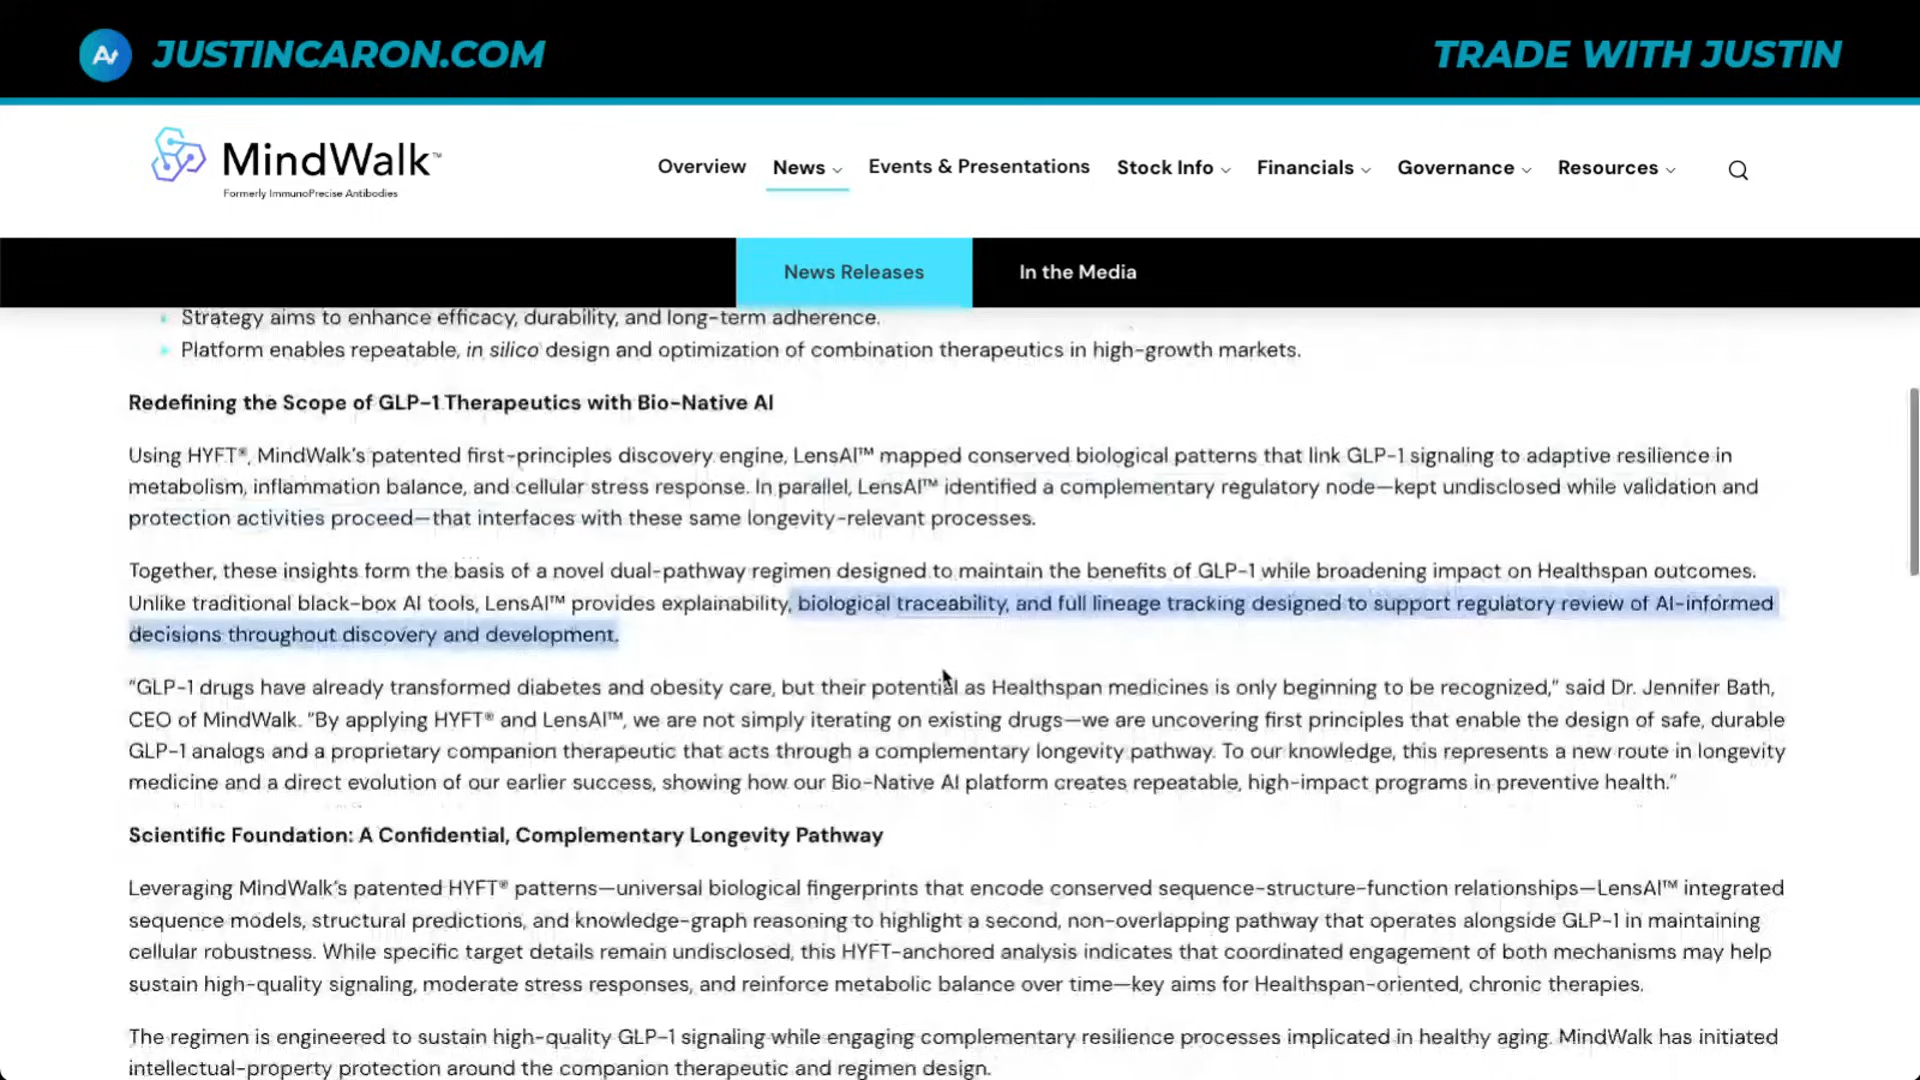 JUSTINCARON.COM
TRADE WITH JUSTIN
MindWalk™
Formerly ImmunoPrecise Antibodies
Overview
News
Events & Presentations
Stock Info
Financials
Governance
Resources
News Releases
In the Media
Strategy aims to enhance efficacy, durability, and long-term adherence.
Platform enables repeatable, in silico design and optimization of combination therapeutics in high-growth markets.
Redefining the Scope of GLP-1 Therapeutics with Bio-Native AI
Using HYFT®, MindWalk's patented first-principles discovery engine, LensAI™ mapped conserved biological patterns that link GLP-1 signaling to adaptive resilience in
metabolism, inflammation balance, and cellular stress response. In parallel, LensAI™ identified a complementary regulatory node—kept undisclosed while validation and
protection activities proceed—that interfaces with these same longevity-relevant processes.
Together, these insights form the basis of a novel dual-pathway regimen designed to maintain the benefits of GLP-1 while broadening impact on Healthspan outcomes.
Unlike traditional black-box AI tools, LensAI™ provides explainability, biological traceability, and full lineage tracking designed to support regulatory review of AI-informed
decisions throughout discovery and development.
"GLP-1 drugs have already transformed diabetes and obesity care, but their potential as Healthspan medicines is only beginning to be recognized," said Dr. Jennifer Bath,
CEO of MindWalk. "By applying HYFT® and LensAI™, we are not simply iterating on existing drugs—we are uncovering first principles that enable the design of safe, durable
GLP-1 analogs and a proprietary companion therapeutic that acts through a complementary longevity pathway. To our knowledge, this represents a new route in longevity
medicine and a direct evolution of our earlier success, showing how our Bio-Native AI platform creates repeatable, high-impact programs in preventive health."
Scientific Foundation: A Confidential, Complementary Longevity Pathway
Leveraging MindWalk's patented HYFT® patterns—universal biological fingerprints that encode conserved sequence-structure-function relationships—LensAI™ integrated
sequence models, structural predictions, and knowledge-graph reasoning to highlight a second, non-overlapping pathway that operates alongside GLP-1 in maintaining
cellular robustness. While specific target details remain undisclosed, this HYFT-anchored analysis indicates that coordinated engagement of both mechanisms may help
sustain high-quality signaling, moderate stress responses, and reinforce metabolic balance over time—key aims for Healthspan-oriented, chronic therapies.
The regimen is engineered to sustain high-quality GLP-1 signaling while engaging complementary resilience processes implicated in healthy aging. MindWalk has initiated
intellectual-property protection around the companion therapeutic and regimen design.